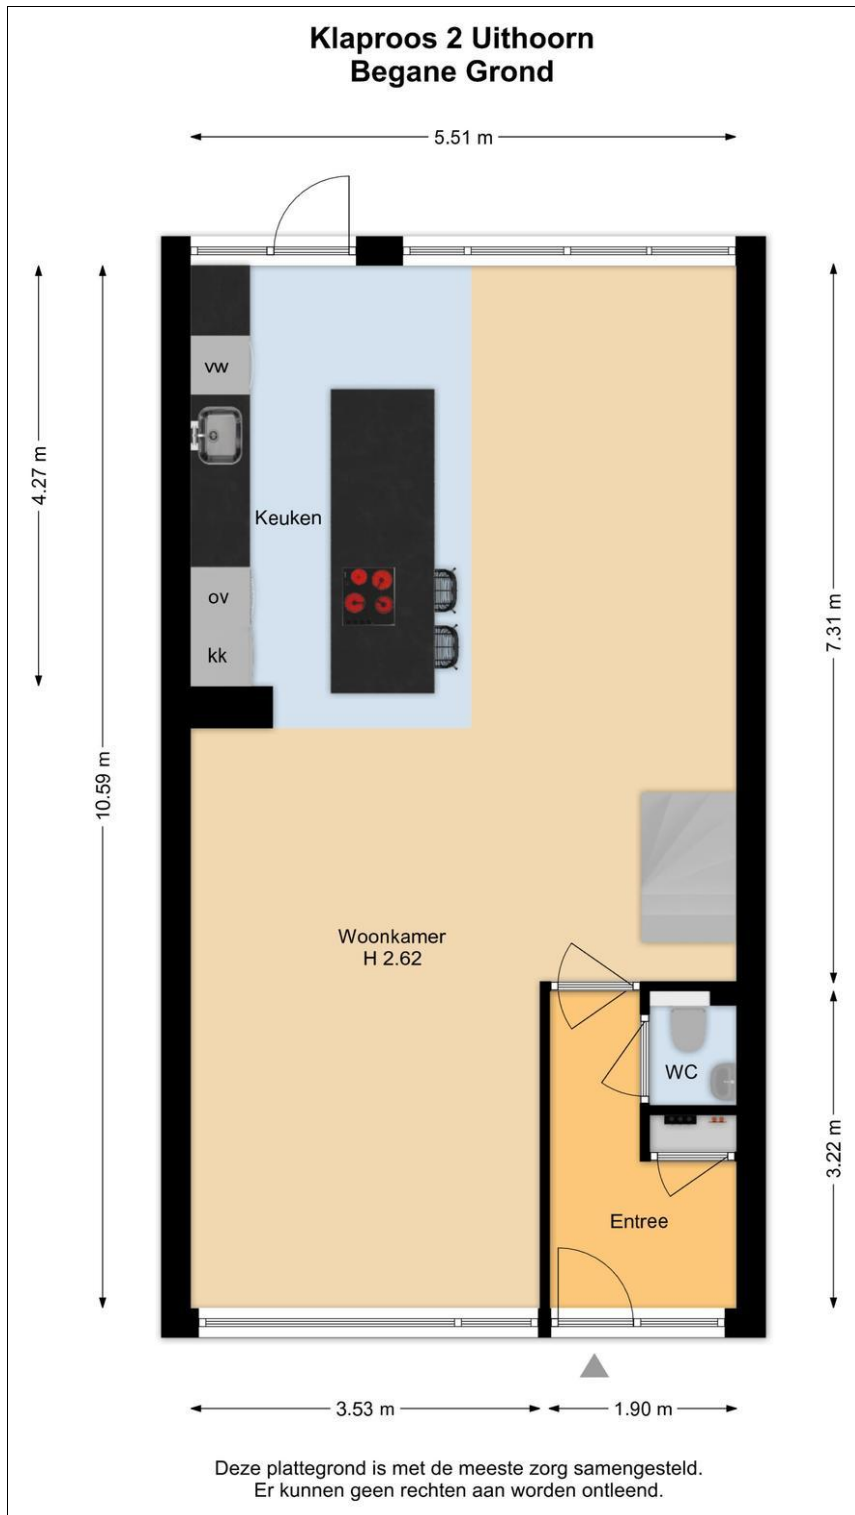 Klaproos 2 Uithoorn
Begane Grond
5.51 m
vw
4.27 m
Keuken
ov
7.31 m
kk
10.59 m
Woonkamer
H 2.62
WC
3.22 m
Entree
3.53 m
1.90 m
Deze plattegrond is met de meeste zorg samengesteld.
Er kunnen geen rechten aan worden ontleend.